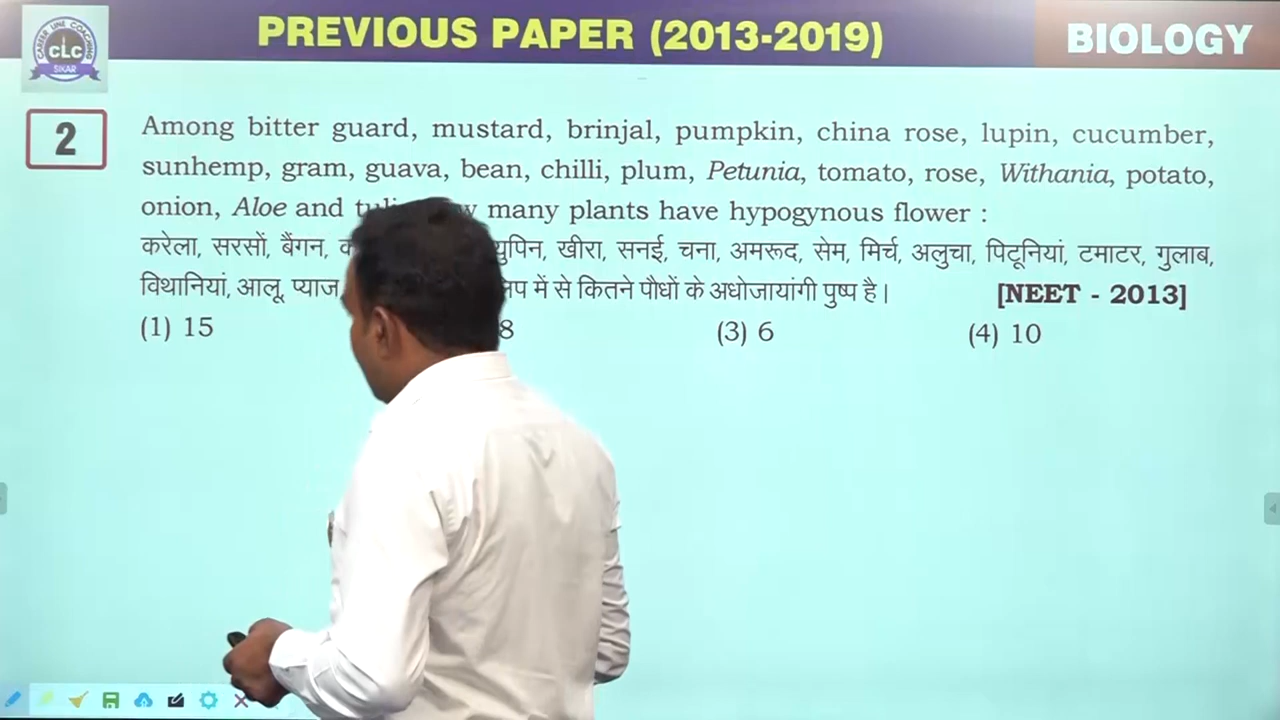 PREVIOUS PAPER (2013-2019)
BIOLOGY
CLC
SIKAR
2
Among bitter guard, mustard, brinjal, pumpkin, china rose, lupin, cucumber,
sunhemp, gram, guava, bean, chilli, plum, Petunia, tomato, rose, Withania, potato,
onion, Aloe and many plants have hypogynous flower :
करेला, सरसों, बैंगन, खीरा, सनई, चना, अमरूद, सेम, मिर्च, अलुचा, पिटूनियां, टमाटर, गुलाब,
विथानियां, आलू, प्याज में से कितने पौधों के अधोजायांगी पुष्प है।
[NEET - 2013]
(1) 15 8 (3) 6 (4) 10